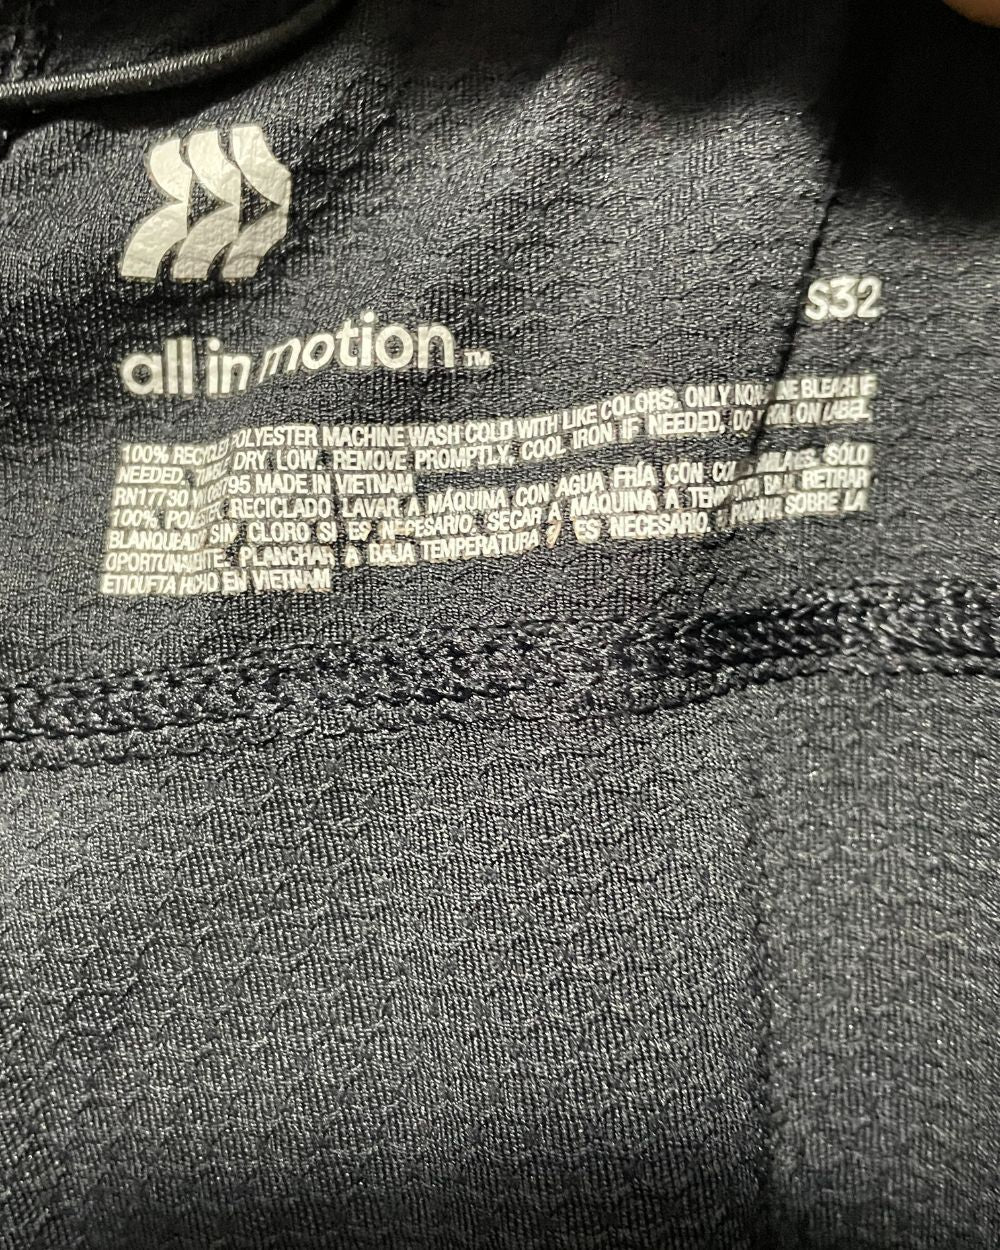 S32
all in motion™
100% RECYCLED POLYESTER MACHINE WASH COLD WITH LIKE COLORS. ONLY BLEACH IF
NEEDED. DRY LOW. REMOVE PROMPTLY. COOL IRON IF NEEDED. DO ON LABEL
RN17730 MADE IN VIETNAM
100% RECICLADO LAVAR A MÁQUINA CON AGUA FRÍA CON SÓLO
SIN CLORO SI ES NECESARIO. SECAR A MÁQUINA A RETIRAR
PLANCHAR A BAJA TEMPERATURA ES NECESARIO. SOBRE LA
ETIQUETA HECHO EN VIETNAM